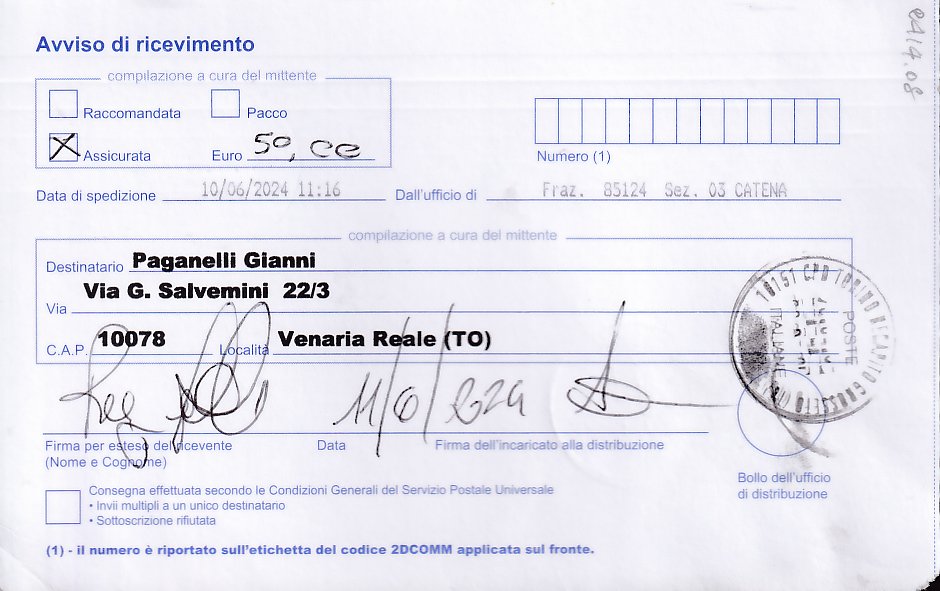 Avviso di ricevimento
compilazione a cura del mittente
Raccomandata Pacco
X Assicurata Euro 50,00
Numero (1)
Data di spedizione 10/06/2024 11:16 Dall'ufficio di Fraz. 85124 Sez. 03 CATENA
compilazione a cura del mittente
Destinatario Paganelli Gianni
Via Via G. Salvemini 22/3
C.A.P. 10078 Località Venaria Reale (TO)
11/6/2024
Firma per esteso del ricevente Data Firma dell'incaricato alla distribuzione
(Nome e Cognome)
POSTE
ITALIANE
Bollo dell'ufficio
di distribuzione
Consegna effettuata secondo le Condizioni Generali del Servizio Postale Universale
• Invii multipli a un unico destinatario
• Sottoscrizione rifiutata
(1) - il numero è riportato sull'etichetta del codice 2DCOMM applicata sul fronte.